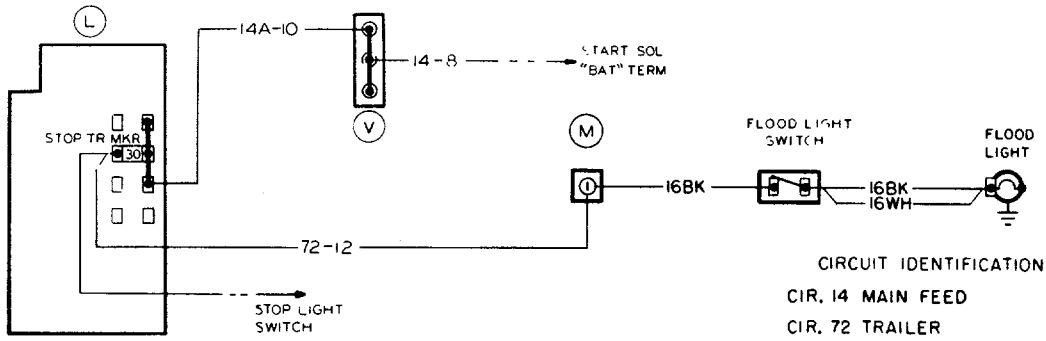 L
14A-10
14-8
START SOL
"BAT" TERM
V
M
FLOOD LIGHT
SWITCH
FLOOD
LIGHT
STOP TR MKR
30
1
16BK
16BK
16WH
72-12
STOP LIGHT
SWITCH
CIRCUIT IDENTIFICATION
CIR. 14 MAIN FEED
CIR. 72 TRAILER